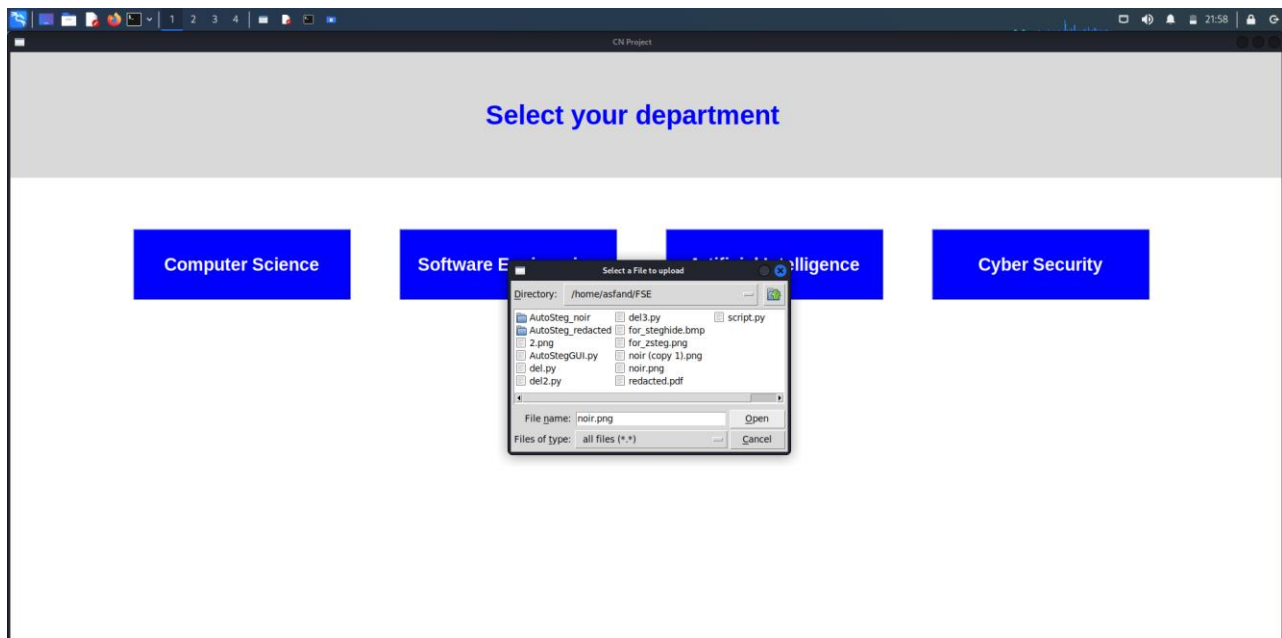 1 2 3 4
21:58
CN Project
Select your department
Computer Science
Software E
lligence
Cyber Security
Select a File to upload
Directory: /home/asfand/FSE
AutoSteg_noir del3.py script.py
AutoSteg_redacted for_steghide.bmp
2.png for_zsteg.png
AutoStegGUI.py noir (copy 1).png
del.py noir.png
del2.py redacted.pdf
File name: noir.png Open
Files of type: all files (*.*) Cancel